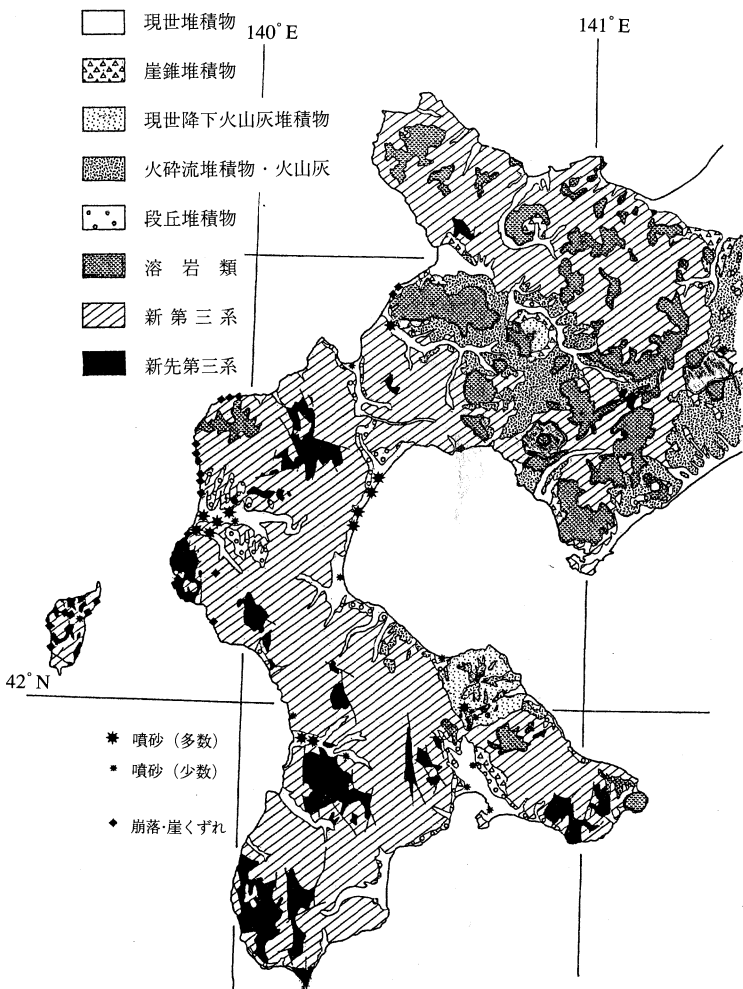 現世堆積物
140°E
141°E
崖錐堆積物
現世降下火山灰堆積物
火砕流堆積物・火山灰
段丘堆積物
溶岩類
新第三系
新先第三系
42°N
噴砂(多数)
噴砂(少数)
崩落・崖くずれ